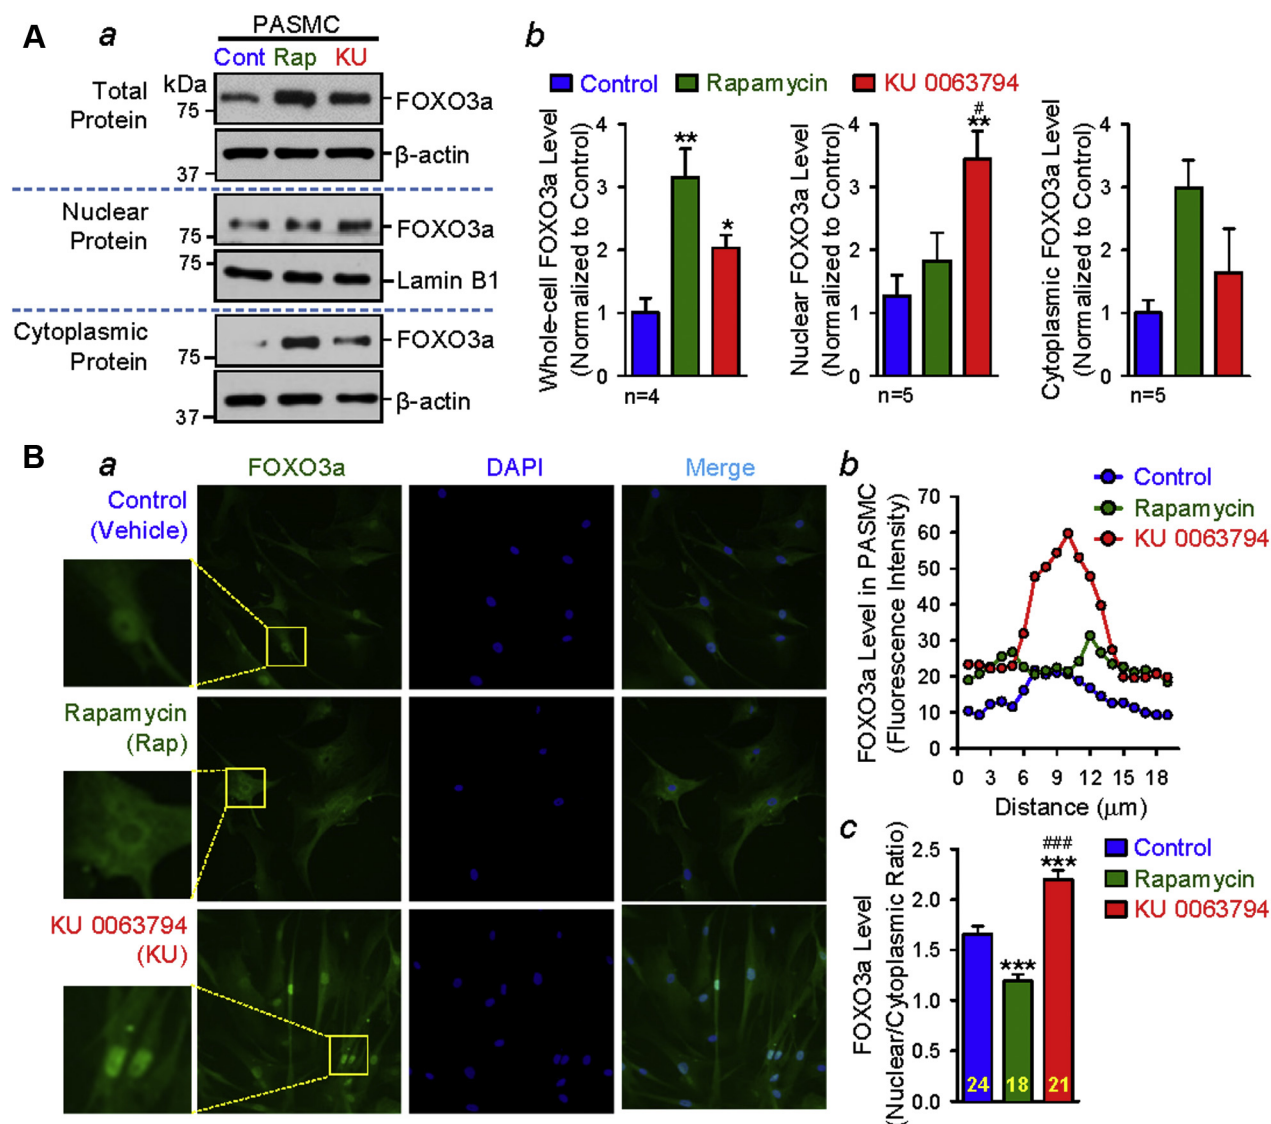 A
a
PASMC
Cont Rap KU
kDa
Total
Protein
75
FOXO3a
β-actin
37
Nuclear
Protein
75
FOXO3a
75
Lamin B1
Cytoplasmic
Protein
75
FOXO3a
β-actin
37
b
Control Rapamycin KU 0063794
Whole-cell FOXO3a Level
(Normalized to Control)
4
3
2
1
0
**
*
n=4
Nuclear FOXO3a Level
(Normalized to Control)
4
3
2
1
0
#
**
n=5
Cytoplasmic FOXO3a Level
(Normalized to Control)
4
3
2
1
0
n=5
B
a
FOXO3a DAPI Merge
Control
(Vehicle)
Rapamycin
(Rap)
KU 0063794
(KU)
b
Control
Rapamycin
KU 0063794
FOXO3a Level in PASMC
(Fluorescence Intensity)
70
60
50
40
30
20
10
0
0 3 6 9 12 15 18
Distance (μm)
c
FOXO3a Level
(Nuclear/Cytoplasmic Ratio)
2.5
2.0
1.5
1.0
0.5
0.0
***
###
***
24 18 21
Control
Rapamycin
KU 0063794